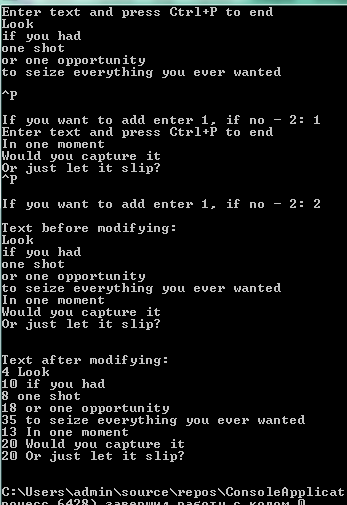 Enter text and press Ctrl+P to end
Look
if you had
one shot
or one opportunity
to seize everything you ever wanted
^P
If you want to add enter 1, if no - 2: 1
Enter text and press Ctrl+P to end
In one moment
Would you capture it
Or just let it slip?
^P
If you want to add enter 1, if no - 2: 2
Text before modifying:
Look
if you had
one shot
or one opportunity
to seize everything you ever wanted
In one moment
Would you capture it
Or just let it slip?
Text after modifying:
4 Look
10 if you had
8 one shot
18 or one opportunity
35 to seize everything you ever wanted
13 In one moment
20 Would you capture it
20 Or just let it slip?
C:\Users\admin\source\repos\ConsoleApplicat
роцесс 6428) завершил работу с кодом 0